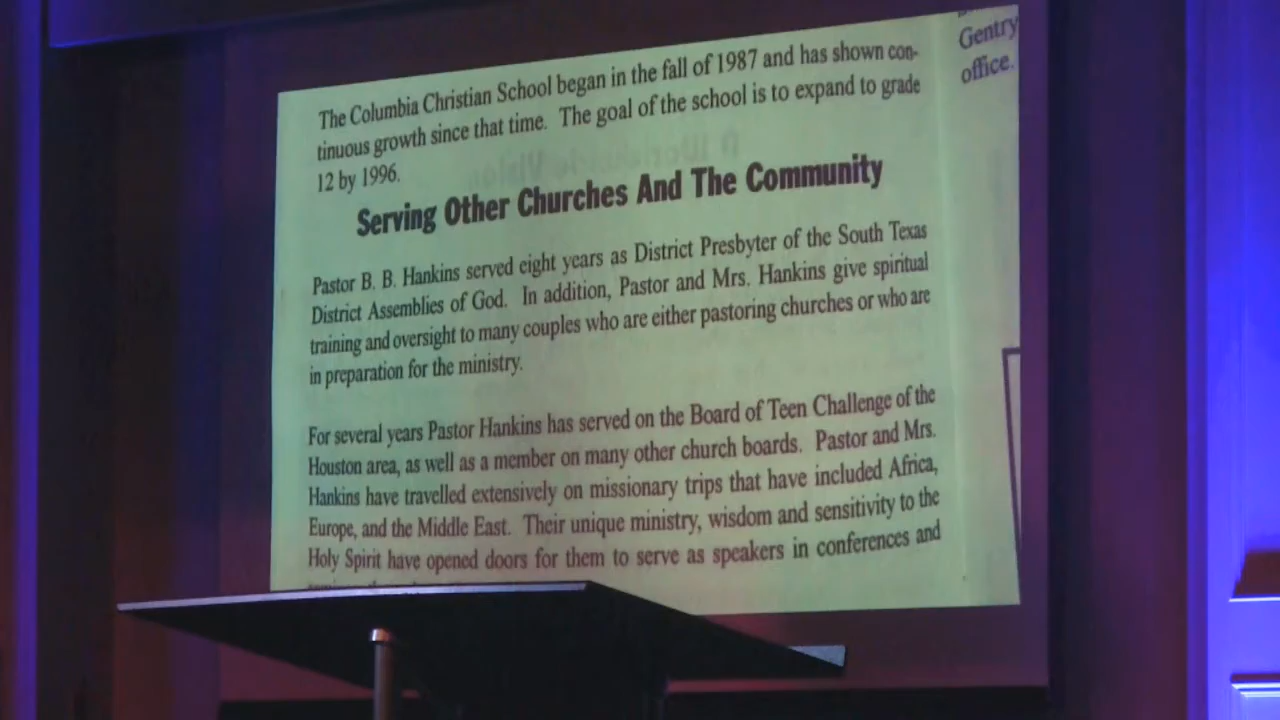 The Columbia Christian School began in the fall of 1987 and has shown con-
tinuous growth since that time. The goal of the school is to expand to grade
12 by 1996.
Serving Other Churches And The Community
Pastor B. B. Hankins served eight years as District Presbyter of the South Texas
District Assemblies of God. In addition, Pastor and Mrs. Hankins give spiritual
training and oversight to many couples who are either pastoring churches or who are
in preparation for the ministry.
For several years Pastor Hankins has served on the Board of Teen Challenge of the
Houston area, as well as a member on many other church boards. Pastor and Mrs.
Hankins have travelled extensively on missionary trips that have included Africa,
Europe, and the Middle East. Their unique ministry, wisdom and sensitivity to the
Holy Spirit have opened doors for them to serve as speakers in conferences and
Gentry
office.